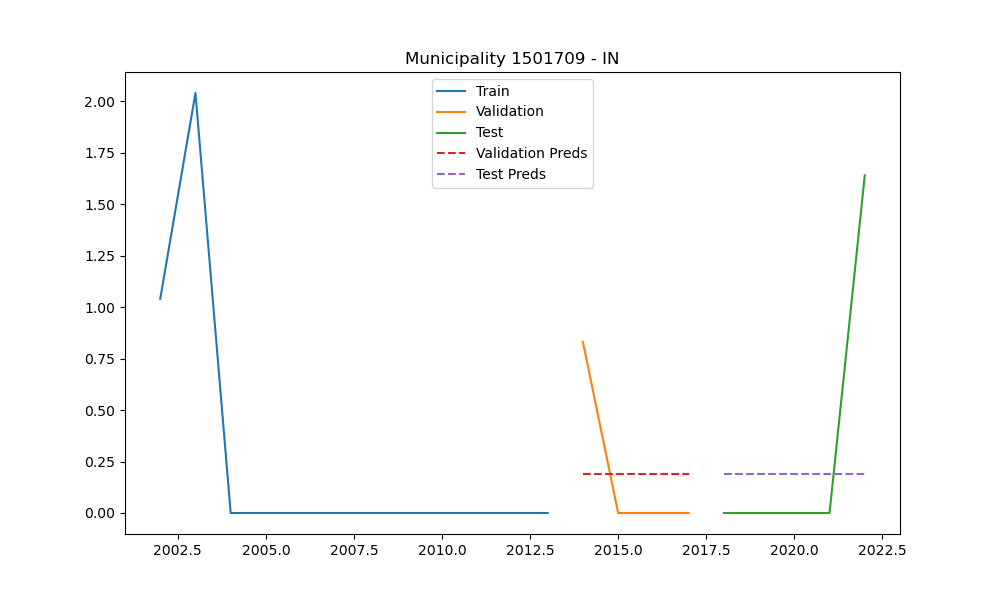 Municipality 1501709 - IN
Train
Validation
Test
Validation Preds
Test Preds
2.00
1.75
1.50
1.25
1.00
0.75
0.50
0.25
0.00
2002.5 2005.0 2007.5 2010.0 2012.5 2015.0 2017.5 2020.0 2022.5